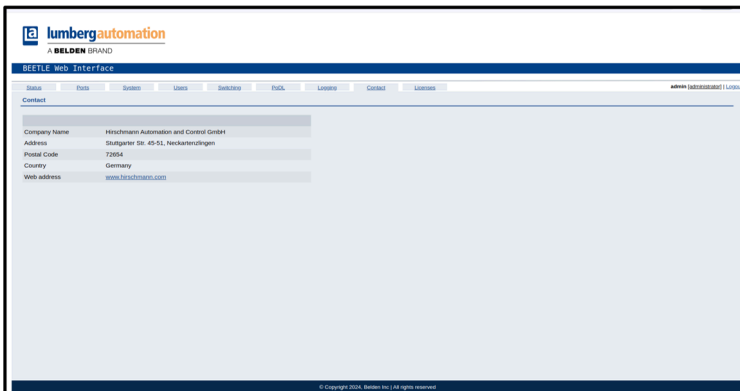 lumbergautomation
A BELDEN BRAND
BEETLE Web Interface
Status Ports System Users Switching PoDL Logging Contact Licenses admin [administrator] | Logou
Contact
Company Name Hirschmann Automation and Control GmbH
Address Stuttgarter Str. 45-51, Neckartenzlingen
Postal Code 72654
Country Germany
Web address www.hirschmann.com
© Copyright 2024, Belden Inc | All rights reserved